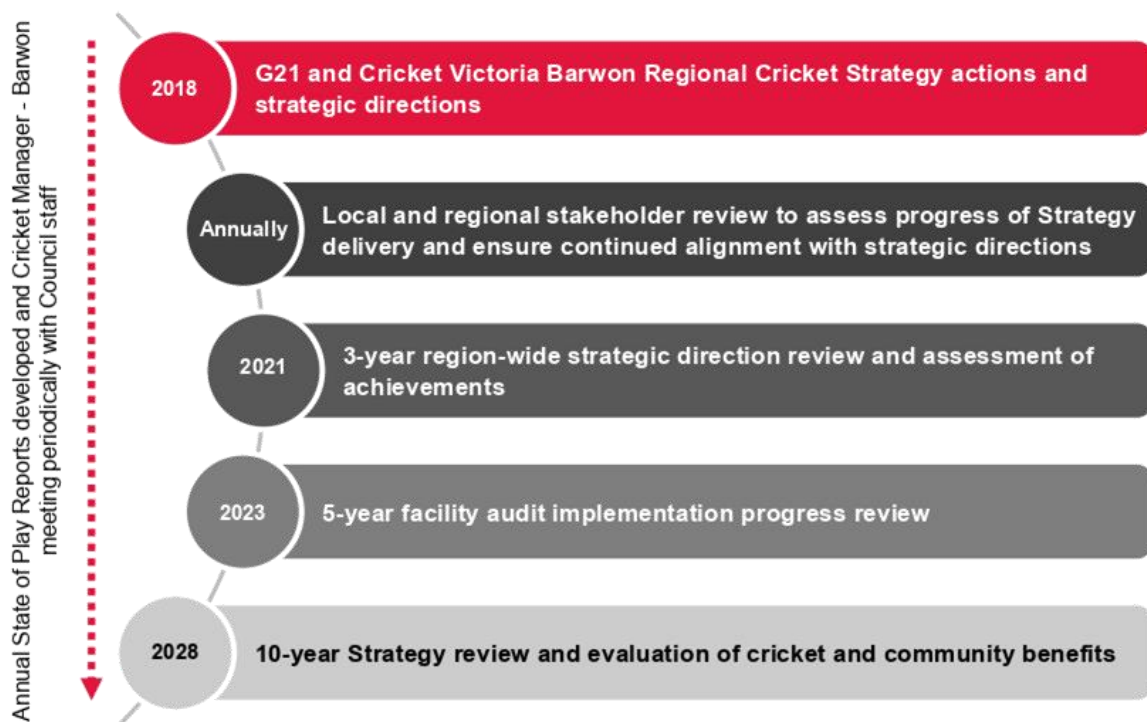 Annual State of Play Reports developed and Cricket Manager - Barwon
meeting periodically with Council staff
2018
G21 and Cricket Victoria Barwon Regional Cricket Strategy actions and
strategic directions
Annually
Local and regional stakeholder review to assess progress of Strategy
delivery and ensure continued alignment with strategic directions
2021
3-year region-wide strategic direction review and assessment of
achievements
2023
5-year facility audit implementation progress review
2028
10-year Strategy review and evaluation of cricket and community benefits